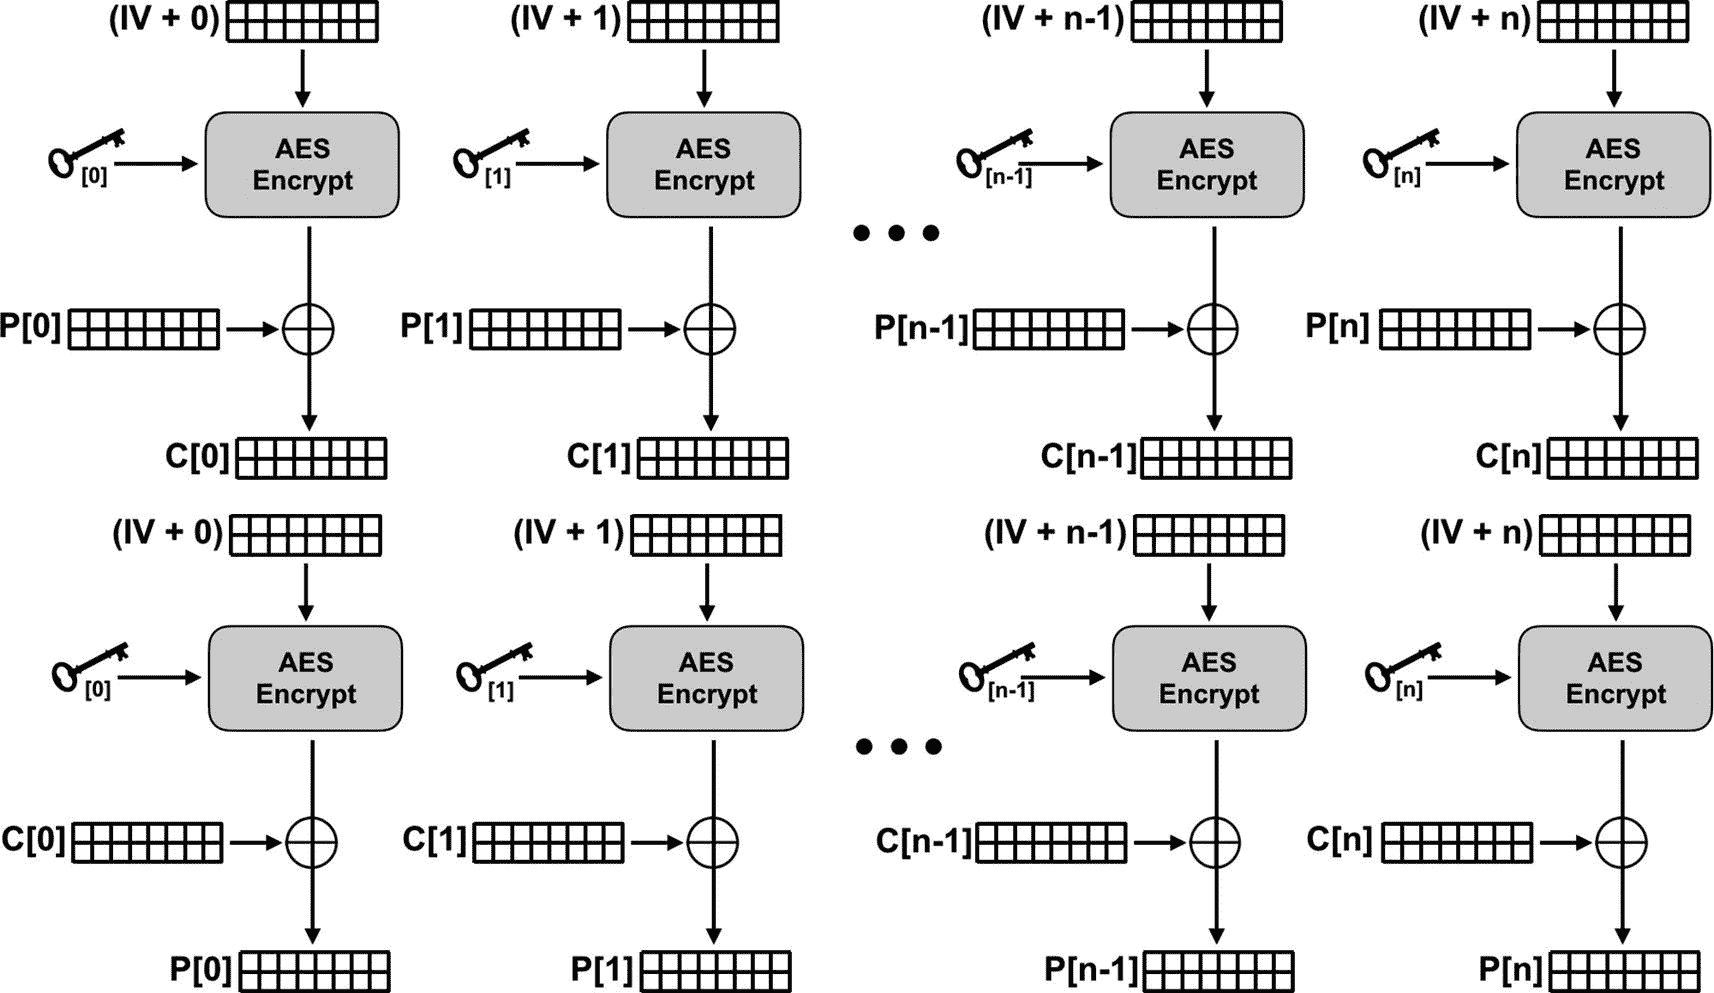 (IV + 0) (IV + 1) (IV + n-1) (IV + n)
AES AES AES AES
Encrypt Encrypt Encrypt Encrypt
[0] [1] [n-1] [n]
P[0] P[1] P[n-1] P[n]
C[0] C[1] C[n-1] C[n]
(IV + 0) (IV + 1) (IV + n-1) (IV + n)
AES AES AES AES
Encrypt Encrypt Encrypt Encrypt
[0] [1] [n-1] [n]
C[0] C[1] C[n-1] C[n]
P[0] P[1] P[n-1] P[n]